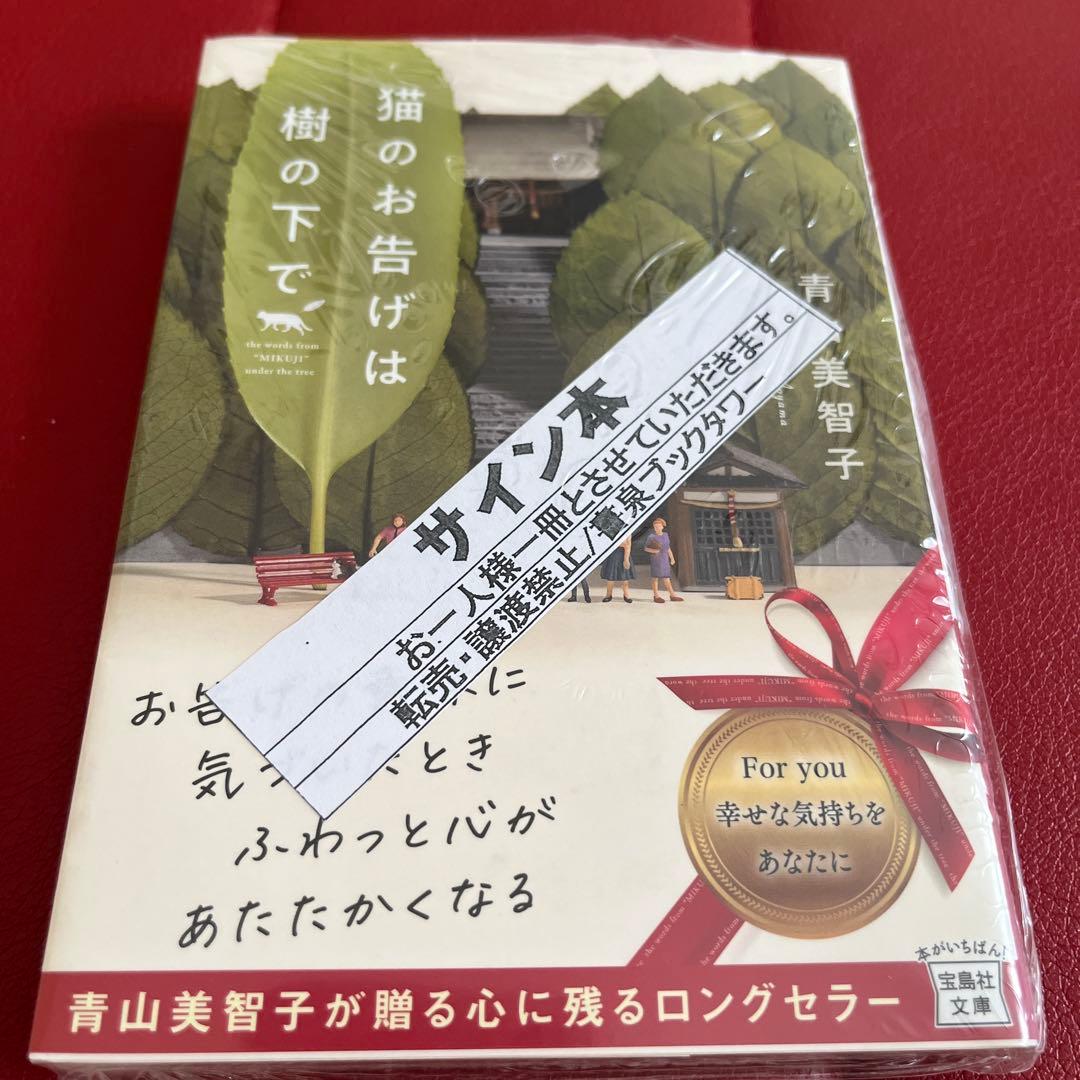 猫のお告げは
樹の下で
the words from
"MIKUJI"
under the tree
青山美智子
yama
サイン本
お一人様一冊とさせていただきます。
転売・譲渡禁止/書泉ブックタワー
お告げ に
気 とき
ふわっと心が
あたたかくなる
For you
幸せな気持ちを
あなたに
本がいちばん!
宝島社
文庫
青山美智子が贈る心に残るロングセラー